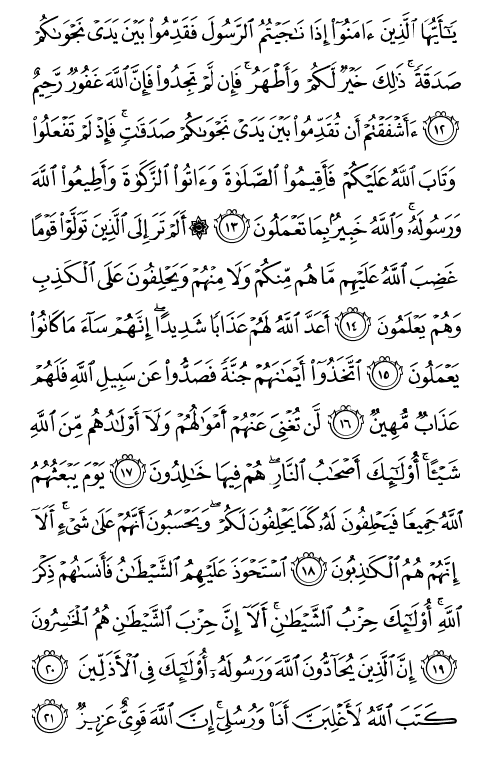 يَٰٓأَيُّهَا ٱلَّذِينَ ءَامَنُوٓا۟ إِذَا نَٰجَيْتُمُ ٱلرَّسُولَ فَقَدِّمُوا۟ بَيْنَ يَدَىْ نَجْوَىٰكُمْ
صَدَقَةً ۚ ذَٰلِكَ خَيْرٌ لَّكُمْ وَأَطْهَرُ ۚ فَإِن لَّمْ تَجِدُوا۟ فَإِنَّ ٱللَّهَ غَفُورٌ رَّحِيمٌ
١٢ ءَأَشْفَقْتُمْ أَن تُقَدِّمُوا۟ بَيْنَ يَدَىْ نَجْوَىٰكُمْ صَدَقَٰتٍ ۚ فَإِذْ لَمْ تَفْعَلُوا۟
وَتَابَ ٱللَّهُ عَلَيْكُمْ فَأَقِيمُوا۟ ٱلصَّلَوٰةَ وَءَاتُوا۟ ٱلزَّكَوٰةَ وَأَطِيعُوا۟ ٱللَّهَ
وَرَسُولَهُۥ ۚ وَٱللَّهُ خَبِيرٌۢ بِمَا تَعْمَلُونَ ١٣ ۞ أَلَمْ تَرَ إِلَى ٱلَّذِينَ تَوَلَّوْا۟ قَوْمًا
غَضِبَ ٱللَّهُ عَلَيْهِم مَّا هُم مِّنكُمْ وَلَا مِنْهُمْ وَيَحْلِفُونَ عَلَى ٱلْكَذِبِ
وَهُمْ يَعْلَمُونَ ١٤ أَعَدَّ ٱللَّهُ لَهُمْ عَذَابًا شَدِيدًا ۖ إِنَّهُمْ سَآءَ مَا كَانُوا۟
يَعْمَلُونَ ١٥ ٱتَّخَذُوٓا۟ أَيْمَٰنَهُمْ جُنَّةً فَصَدُّوا۟ عَن سَبِيلِ ٱللَّهِ فَلَهُمْ
عَذَابٌ مُّهِينٌ ١٦ لَّن تُغْنِىَ عَنْهُمْ أَمْوَٰلُهُمْ وَلَآ أَوْلَٰدُهُم مِّنَ ٱللَّهِ
شَيْـًٔا ۚ أُو۟لَٰٓئِكَ أَصْحَٰبُ ٱلنَّارِ ۖ هُمْ فِيهَا خَٰلِدُونَ ١٧ يَوْمَ يَبْعَثُهُمُ
ٱللَّهُ جَمِيعًا فَيَحْلِفُونَ لَهُۥ كَمَا يَحْلِفُونَ لَكُمْ ۖ وَيَحْسَبُونَ أَنَّهُمْ عَلَىٰ شَىْءٍ ۚ أَلَآ
إِنَّهُمْ هُمُ ٱلْكَٰذِبُونَ ١٨ ٱسْتَحْوَذَ عَلَيْهِمُ ٱلشَّيْطَٰنُ فَأَنسَىٰهُمْ ذِكْرَ
ٱللَّهِ ۚ أُو۟لَٰٓئِكَ حِزْبُ ٱلشَّيْطَٰنِ ۚ أَلَآ إِنَّ حِزْبَ ٱلشَّيْطَٰنِ هُمُ ٱلْخَٰسِرُونَ
١٩ إِنَّ ٱلَّذِينَ يُحَآدُّونَ ٱللَّهَ وَرَسُولَهُۥٓ أُو۟لَٰٓئِكَ فِى ٱلْأَذَلِّينَ ٢٠
كَتَبَ ٱللَّهُ لَأَغْلِبَنَّ أَنَا۠ وَرُسُلِىٓ ۚ إِنَّ ٱللَّهَ قَوِىٌّ عَزِيزٌ ٢١